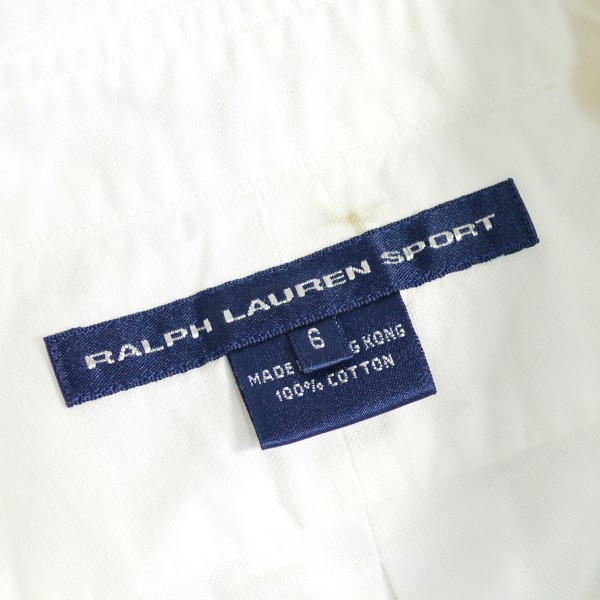 RALPH LAUREN SPORT
6
MADE G KONG
100% COTTON